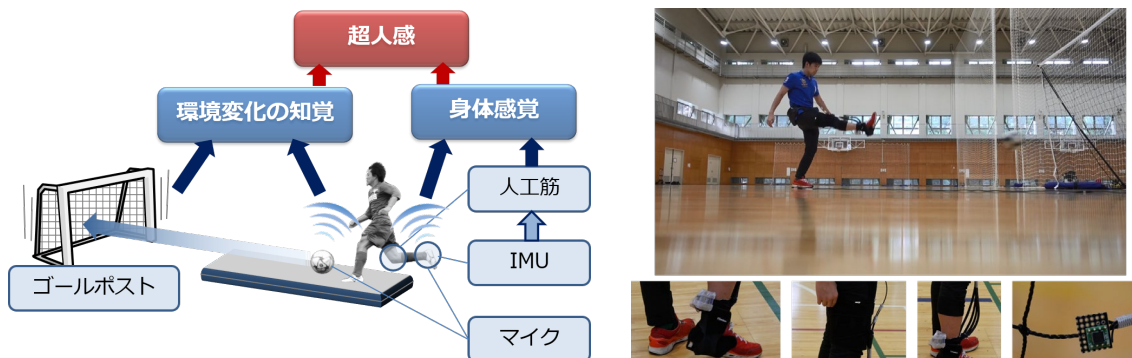 超人感
環境変化の知覚
身体感覚
人工筋
IMU
ゴールポスト
マイク